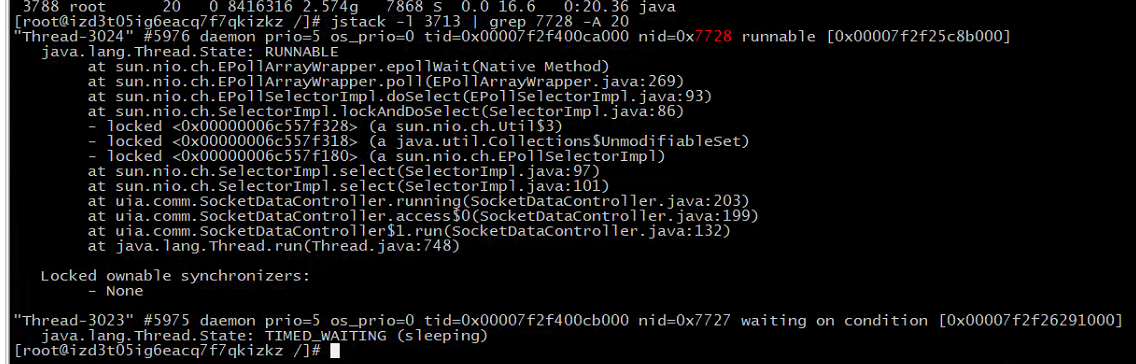 3788 root      20   0 8416316 2.574g   7868 S  0.0 16.6   0:20.36 java
[root@izd3t05ig6eacq7f7qkizkz /]# jstack -l 3713 | grep 7728 -A 20
"Thread-3024" #5976 daemon prio=5 os_prio=0 tid=0x00007f2f400ca000 nid=0x7728 runnable [0x00007f2f25c8b000]
   java.lang.Thread.State: RUNNABLE
        at sun.nio.ch.EPollArrayWrapper.epollWait(Native Method)
        at sun.nio.ch.EPollArrayWrapper.poll(EPollArrayWrapper.java:269)
        at sun.nio.ch.EPollSelectorImpl.doSelect(EPollSelectorImpl.java:93)
        at sun.nio.ch.SelectorImpl.lockAndDoSelect(SelectorImpl.java:86)
        - locked <0x00000006c557f328> (a sun.nio.ch.Util$3)
        - locked <0x00000006c557f318> (a java.util.Collections$UnmodifiableSet)
        - locked <0x00000006c557f180> (a sun.nio.ch.EPollSelectorImpl)
        at sun.nio.ch.SelectorImpl.select(SelectorImpl.java:97)
        at sun.nio.ch.SelectorImpl.select(SelectorImpl.java:101)
        at uia.comm.SocketDataController.running(SocketDataController.java:203)
        at uia.comm.SocketDataController.access$0(SocketDataController.java:199)
        at uia.comm.SocketDataController$1.run(SocketDataController.java:132)
        at java.lang.Thread.run(Thread.java:748)
   Locked ownable synchronizers:
        - None
"Thread-3023" #5975 daemon prio=5 os_prio=0 tid=0x00007f2f400cb000 nid=0x7727 waiting on condition [0x00007f2f26291000]
   java.lang.Thread.State: TIMED_WAITING (sleeping)
[root@izd3t05ig6eacq7f7qkizkz /]#